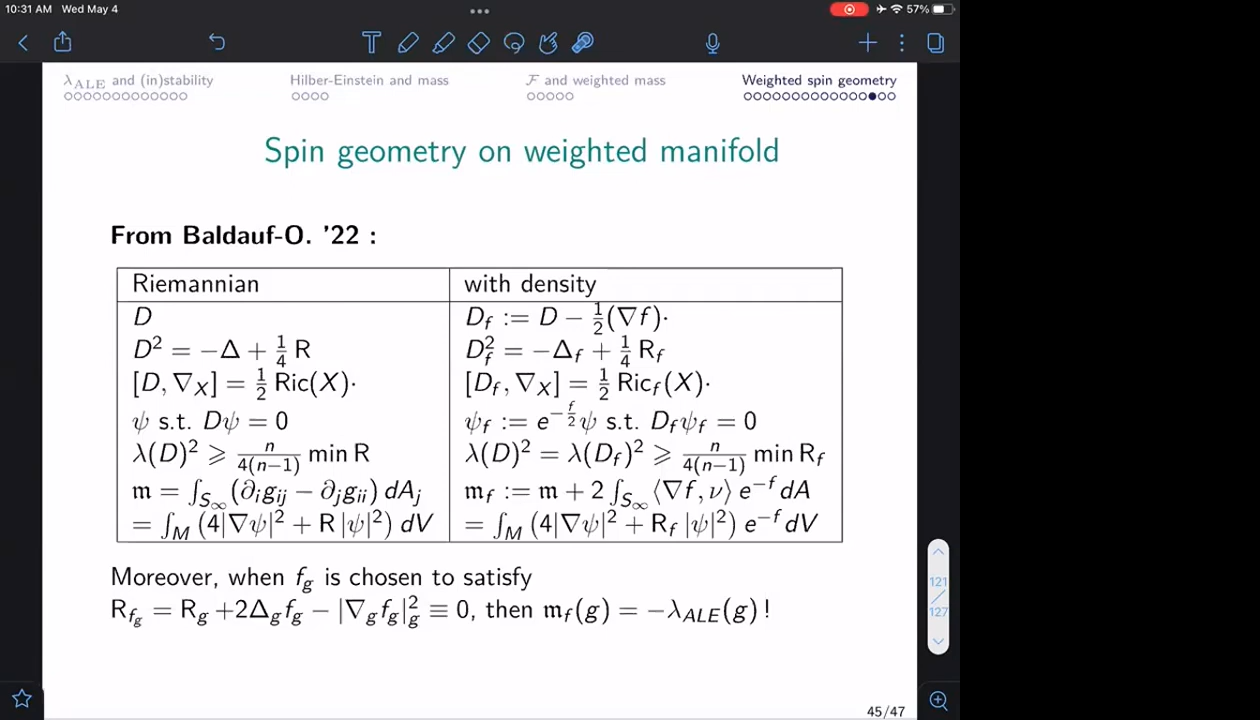 10:31 AM Wed May 4
57%
λ_ALE and (in)stability
Hilber-Einstein and mass
ℱ and weighted mass
Weighted spin geometry
Spin geometry on weighted manifold
From Baldauf-O. '22 :
Riemannian
with density
D
D_f := D − 1/2(∇f)·
D² = −Δ + 1/4 R
D_f² = −Δ_f + 1/4 R_f
[D, ∇_X] = 1/2 Ric(X)·
[D_f, ∇_X] = 1/2 Ric_f(X)·
ψ s.t. Dψ = 0
ψ_f := e^{−f/2}ψ s.t. D_fψ_f = 0
λ(D)² ⩾ n/4(n−1) min R
λ(D)² = λ(D_f)² ⩾ n/4(n−1) min R_f
m = ∫_{S_∞} (∂_i g_ij − ∂_j g_ii) dA_j
m_f := m + 2 ∫_{S_∞} ⟨∇f, ν⟩ e^{−f} dA
= ∫_M (4|∇ψ|² + R |ψ|²) dV
= ∫_M (4|∇ψ|² + R_f |ψ|²) e^{−f} dV
Moreover, when f_g is chosen to satisfy
R_{f_g} = R_g +2Δ_g f_g − |∇_g f_g|²_g ≡ 0, then m_f(g) = −λ_ALE(g) !
121
/
127
45/47